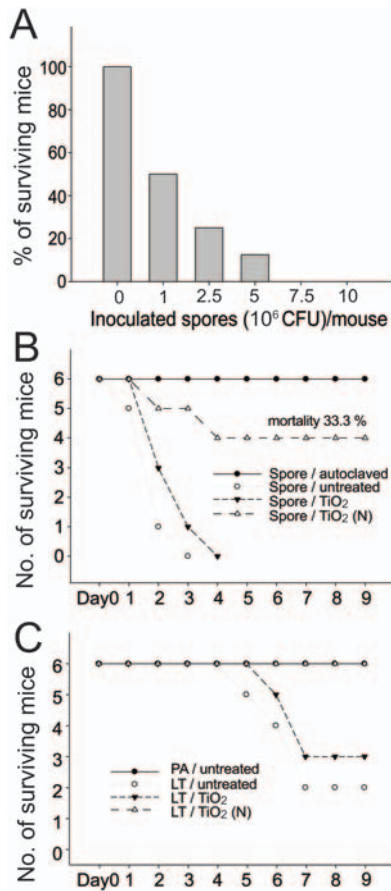 A
% of surviving mice
100
80
60
40
20
0
0 1 2.5 5 7.5 10
Inoculated spores (10⁶ CFU)/mouse
B
No. of surviving mice
6
5
4
3
2
1
0
mortality 33.3 %
Spore / autoclaved
Spore / untreated
Spore / TiO₂
Spore / TiO₂ (N)
Day0 1 2 3 4 5 6 7 8 9
C
No. of surviving mice
6
5
4
3
2
1
0
PA / untreated
LT / untreated
LT / TiO₂
LT / TiO₂ (N)
Day0 1 2 3 4 5 6 7 8 9